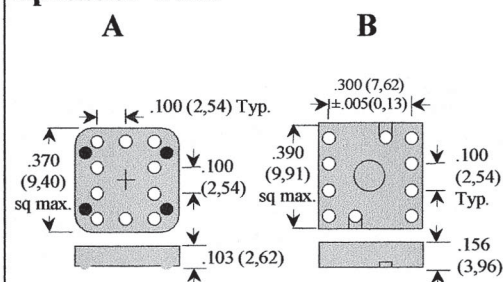 A
B
.100 (2,54) Typ.
.370
(9,40)
sq max.
.100
(2,54)
.103 (2,62)
.300 (7,62)
±.005(0,13)
.390
(9,91)
sq max.
.100
(2,54)
Typ.
.156
(3,96)